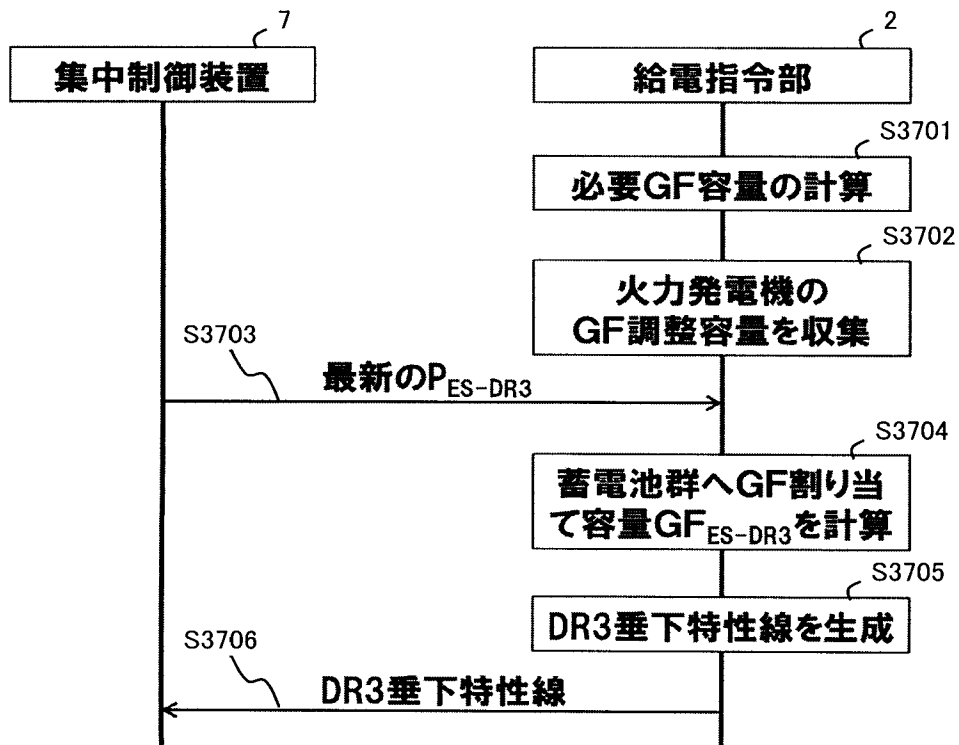 7
2
集中制御装置
給電指令部
S3701
必要GF容量の計算
S3702
火力発電機の
GF調整容量を収集
S3703
最新のPES-DR3
S3704
蓄電池群へGF割り当
て容量GFES-DR3を計算
S3705
DR3垂下特性線を生成
S3706
DR3垂下特性線